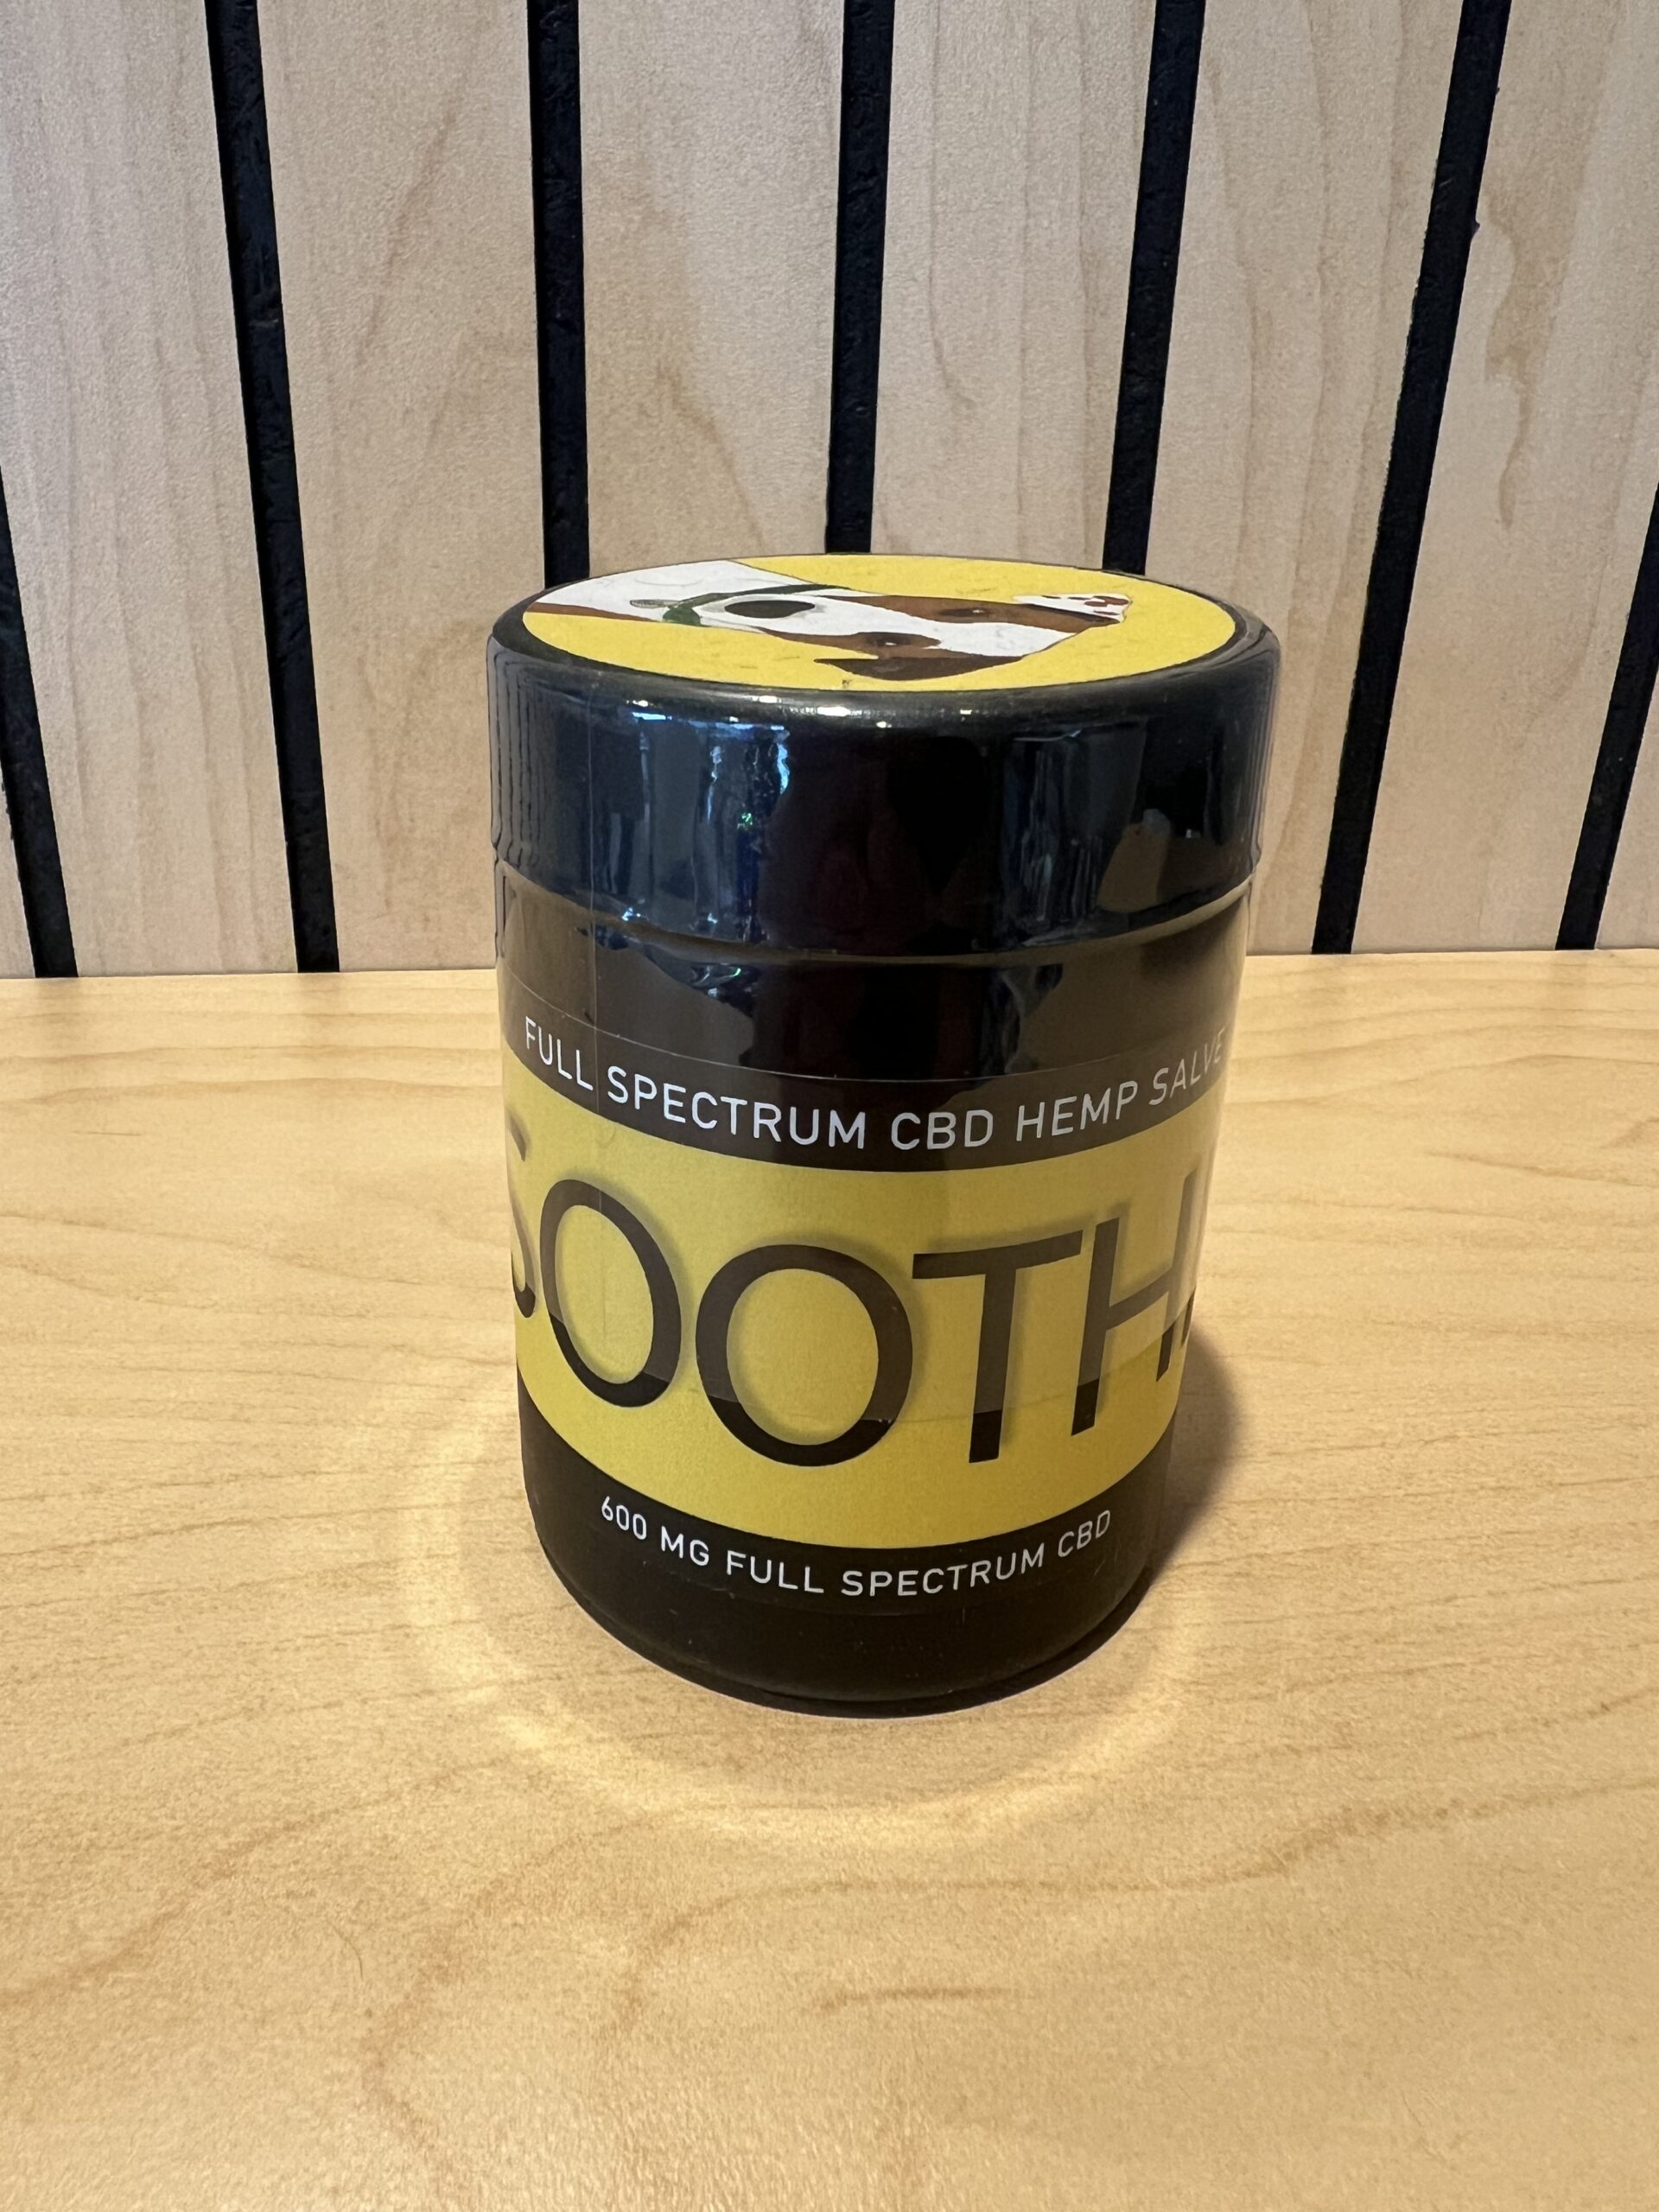 FULL SPECTRUM CBD HEMP SALVE
SOOTH
600 MG FULL SPECTRUM CBD